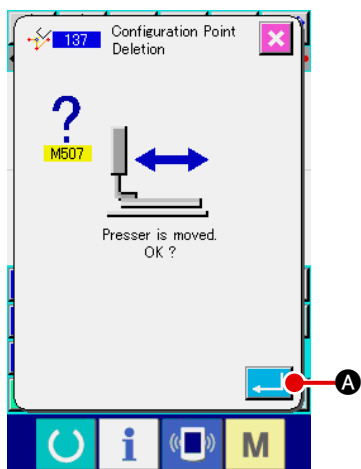 137
Configuration Point
Deletion
?
M507
Presser is moved.
OK ?
A
i
M